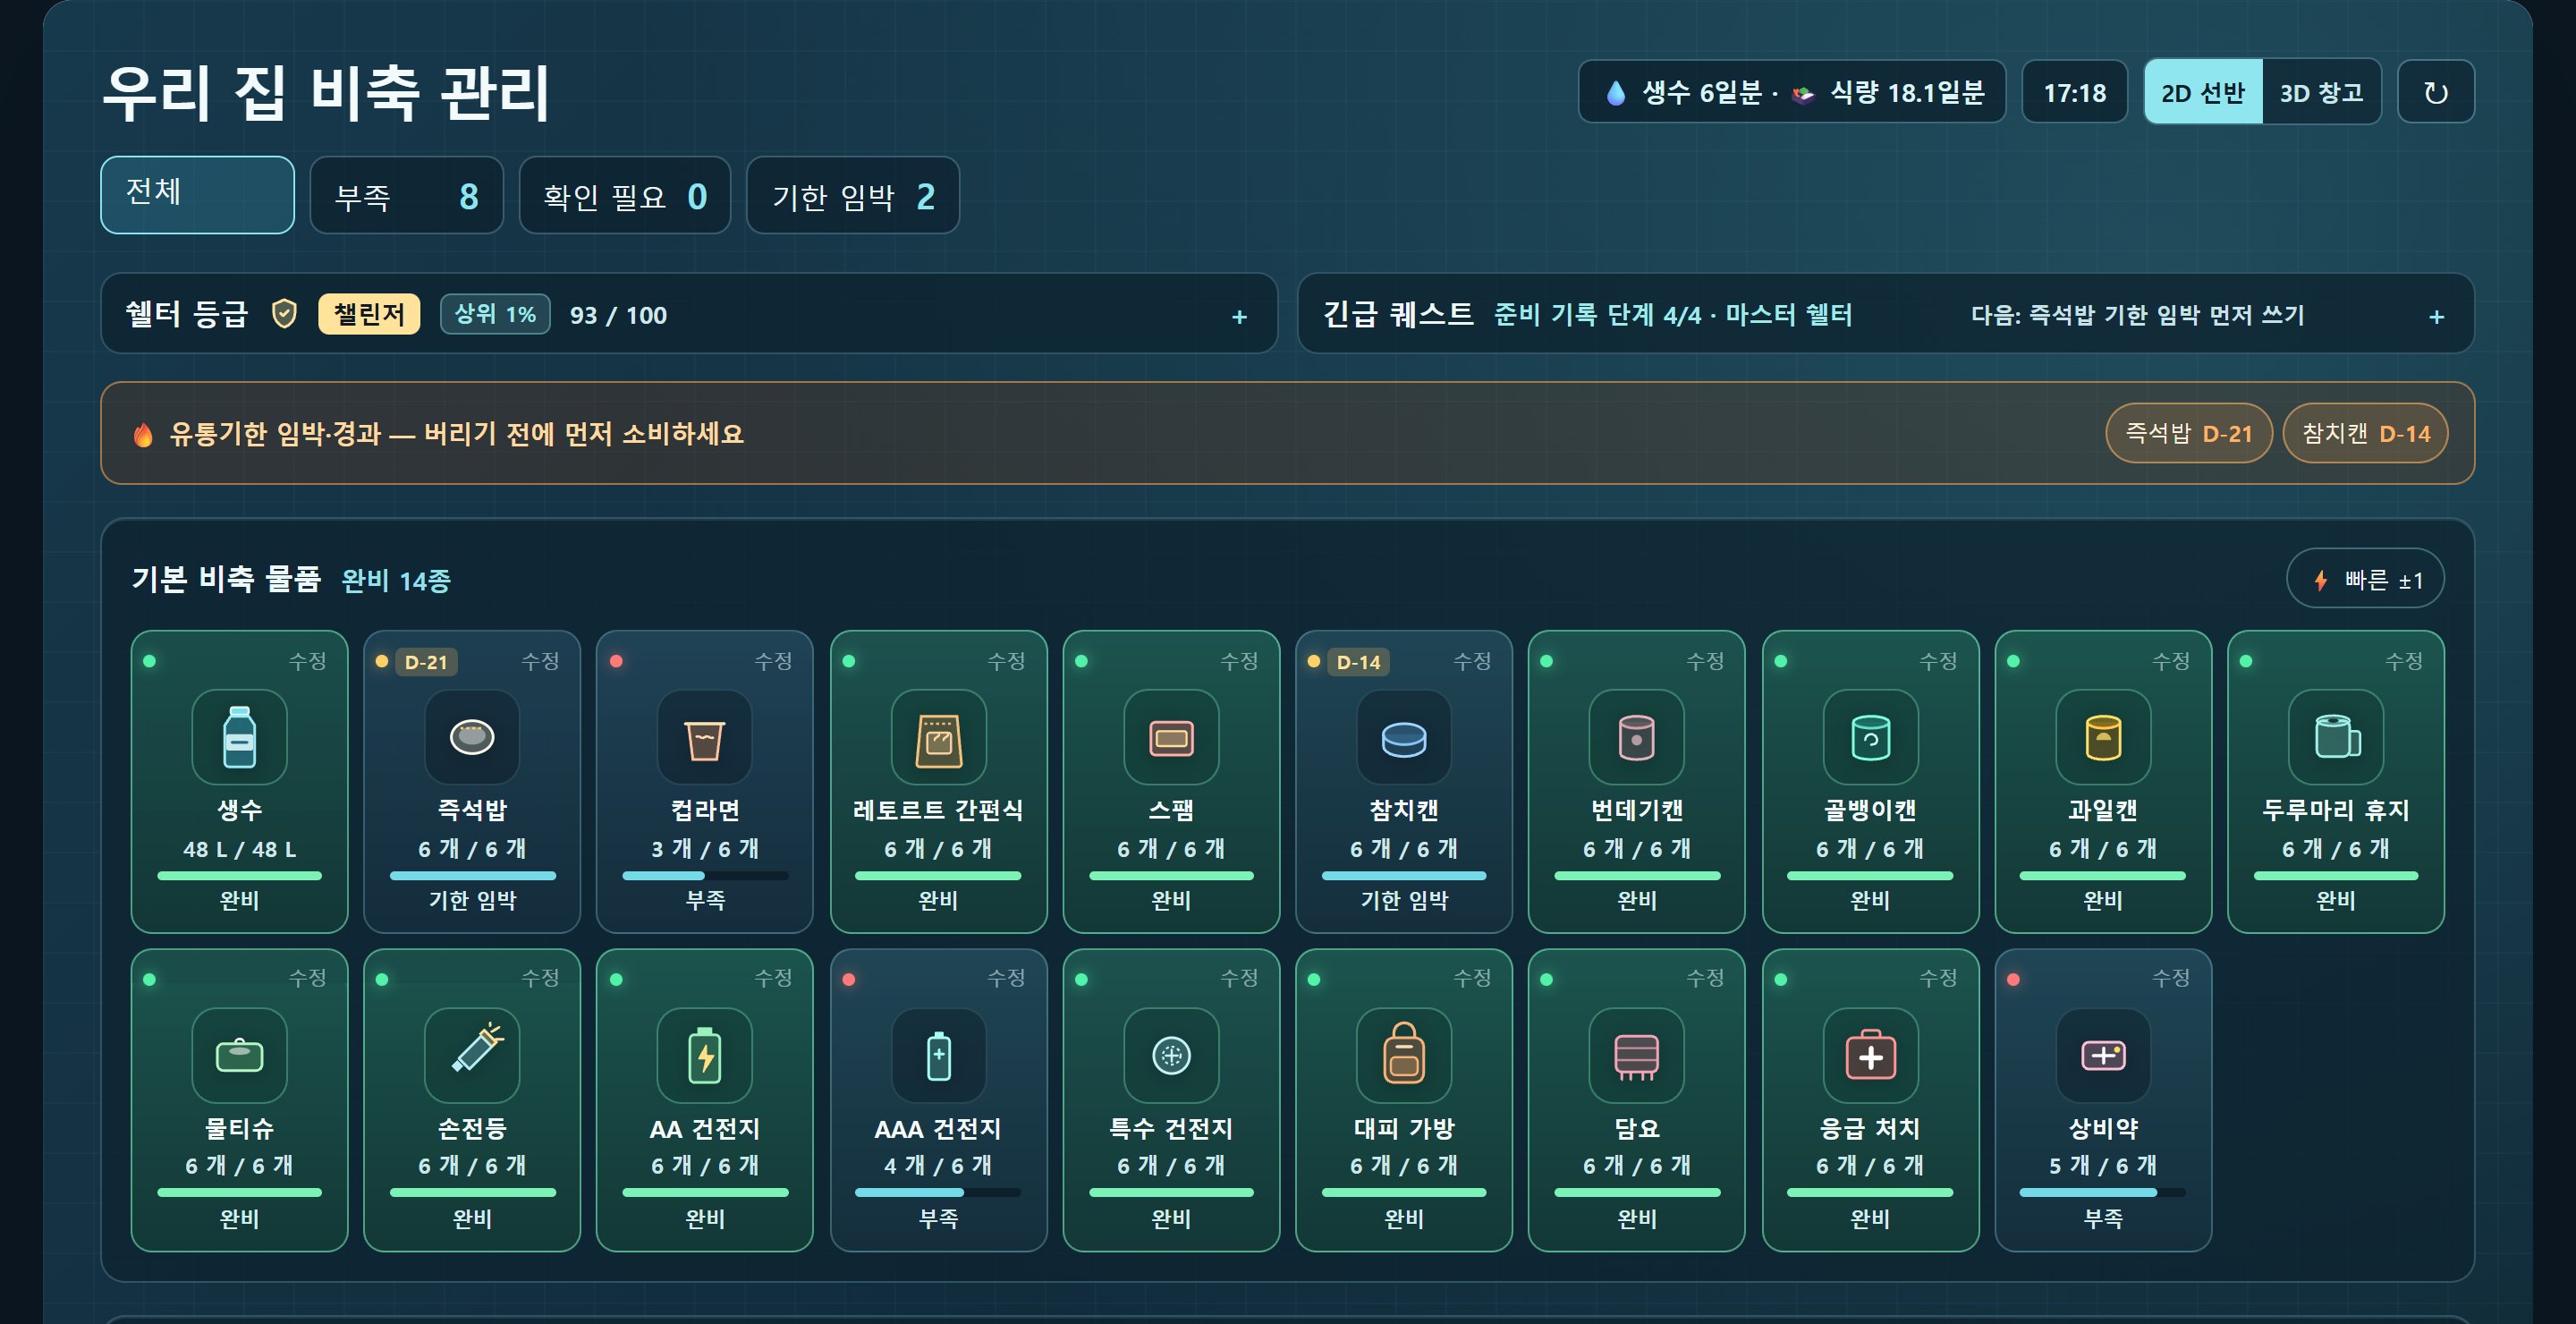 우리 집 비축 관리
생수 6일분 · 식량 18.1일분
17:18
2D 선반
3D 창고
↻
전체
부족 8
확인 필요 0
기한 임박 2
쉘터 등급 챌린저 상위 1% 93 / 100 +
긴급 퀘스트 준비 기록 단계 4/4 · 마스터 쉘터 다음: 즉석밥 기한 임박 먼저 쓰기 +
유통기한 임박·경과 — 버리기 전에 먼저 소비하세요
즉석밥 D-21
참치캔 D-14
기본 비축 물품 완비 14종
빠른 ±1
수정
생수
48 L / 48 L
완비
D-21 수정
즉석밥
6 개 / 6 개
기한 임박
수정
컵라면
3 개 / 6 개
부족
수정
레토르트 간편식
6 개 / 6 개
완비
수정
스팸
6 개 / 6 개
완비
D-14 수정
참치캔
6 개 / 6 개
기한 임박
수정
번데기캔
6 개 / 6 개
완비
수정
골뱅이캔
6 개 / 6 개
완비
수정
과일캔
6 개 / 6 개
완비
수정
두루마리 휴지
6 개 / 6 개
완비
수정
물티슈
6 개 / 6 개
완비
수정
손전등
6 개 / 6 개
완비
수정
AA 건전지
6 개 / 6 개
완비
수정
AAA 건전지
4 개 / 6 개
부족
수정
특수 건전지
6 개 / 6 개
완비
수정
대피 가방
6 개 / 6 개
완비
수정
담요
6 개 / 6 개
완비
수정
응급 처치
6 개 / 6 개
완비
수정
상비약
5 개 / 6 개
부족